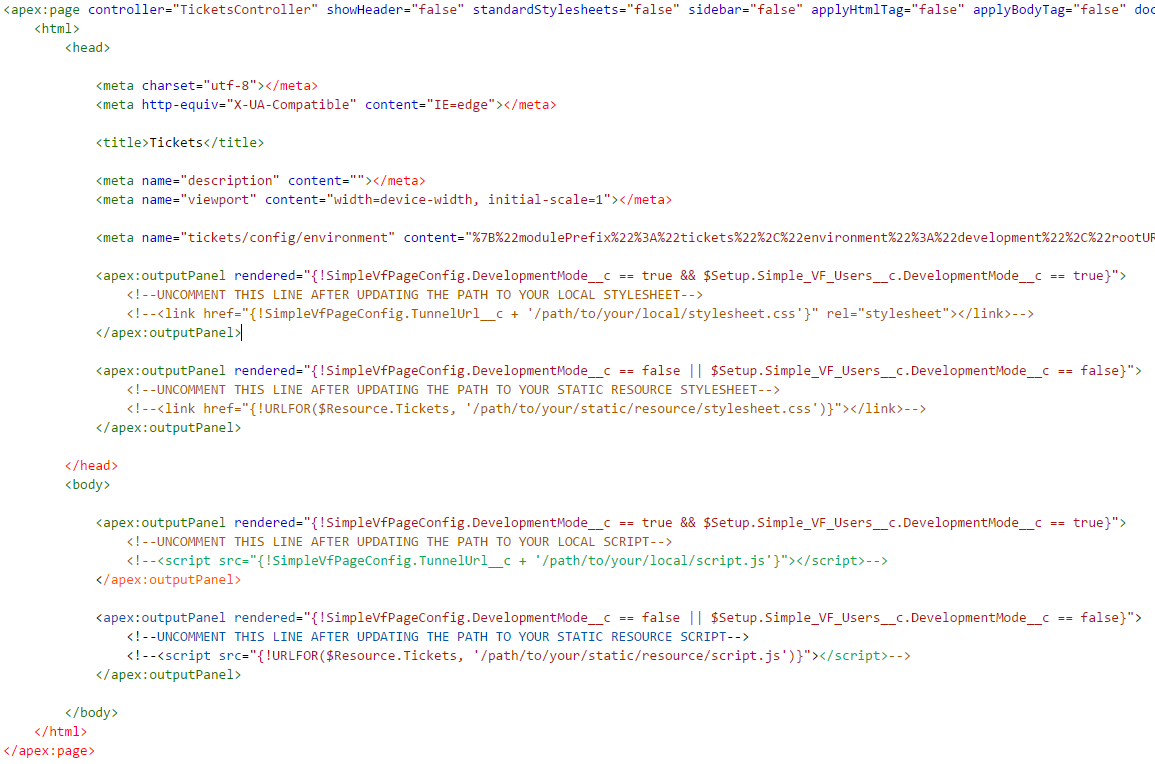 <apex:page controller="TicketsController" showHeader="false" standardStylesheets="false" sidebar="false" applyHtmlTag="false" applyBodyTag="false" doc
<html>
<head>
<meta charset="utf-8"></meta>
<meta http-equiv="X-UA-Compatible" content="IE=edge"></meta>
<title>Tickets</title>
<meta name="description" content=""></meta>
<meta name="viewport" content="width=device-width, initial-scale=1"></meta>
<meta name="tickets/config/environment" content="%7B%22modulePrefix%22%3A%22tickets%22%2C%22environment%22%3A%22development%22%2C%22rootUR
<apex:outputPanel rendered="{!SimpleVfPageConfig.DevelopmentMode__c == true && $Setup.Simple_VF_Users__c.DevelopmentMode__c == true}">
<!--UNCOMMENT THIS LINE AFTER UPDATING THE PATH TO YOUR LOCAL STYLESHEET-->
<!--<link href="{!SimpleVfPageConfig.TunnelUrl__c + '/path/to/your/local/stylesheet.css'}" rel="stylesheet"></link>-->
</apex:outputPanel>
<apex:outputPanel rendered="{!SimpleVfPageConfig.DevelopmentMode__c == false || $Setup.Simple_VF_Users__c.DevelopmentMode__c == false}">
<!--UNCOMMENT THIS LINE AFTER UPDATING THE PATH TO YOUR STATIC RESOURCE STYLESHEET-->
<!--<link href="{!URLFOR($Resource.Tickets, '/path/to/your/static/resource/stylesheet.css')}"></link>-->
</apex:outputPanel>
</head>
<body>
<apex:outputPanel rendered="{!SimpleVfPageConfig.DevelopmentMode__c == true && $Setup.Simple_VF_Users__c.DevelopmentMode__c == true}">
<!--UNCOMMENT THIS LINE AFTER UPDATING THE PATH TO YOUR LOCAL SCRIPT-->
<!--<script src="{!SimpleVfPageConfig.TunnelUrl__c + '/path/to/your/local/script.js'}"></script>-->
</apex:outputPanel>
<apex:outputPanel rendered="{!SimpleVfPageConfig.DevelopmentMode__c == false || $Setup.Simple_VF_Users__c.DevelopmentMode__c == false}">
<!--UNCOMMENT THIS LINE AFTER UPDATING THE PATH TO YOUR STATIC RESOURCE SCRIPT-->
<!--<script src="{!URLFOR($Resource.Tickets, '/path/to/your/static/resource/script.js')}"></script>-->
</apex:outputPanel>
</body>
</html>
</apex:page>